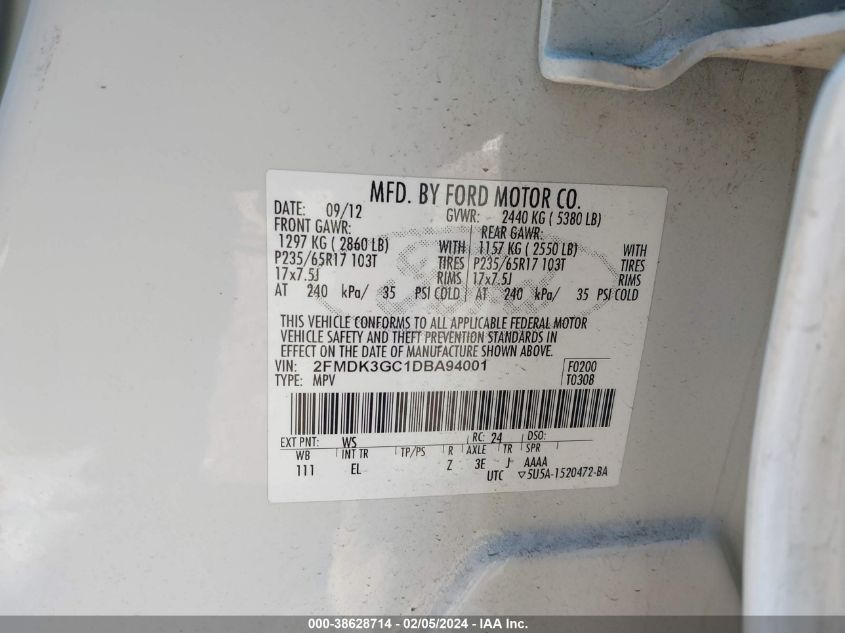 MFD. BY FORD MOTOR CO.
DATE: 09/12 GVWR: 2440 KG ( 5380 LB)
FRONT GAWR: REAR GAWR:
1297 KG ( 2860 LB) WITH 1157 KG ( 2550 LB) WITH
P235/65R17 103T TIRES P235/65R17 103T TIRES
17x7.5J RIMS 17x7.5J RIMS
AT 240 kPa/ 35 PSI COLD AT 240 kPa/ 35 PSI COLD
THIS VEHICLE CONFORMS TO ALL APPLICABLE FEDERAL MOTOR
VEHICLE SAFETY AND THEFT PREVENTION STANDARDS IN
EFFECT ON THE DATE OF MANUFACTURE SHOWN ABOVE.
VIN: 2FMDK3GC1DBA94001 F0200
TYPE: MPV T0308
EXT PNT: WS RC: 24 DSO:
WB INT TR TP/PS R AXLE TR SPR
111 EL Z 3E J AAAA
UTC ▽5U5A-1520472-BA
000-38628714 - 02/05/2024 - IAA Inc.